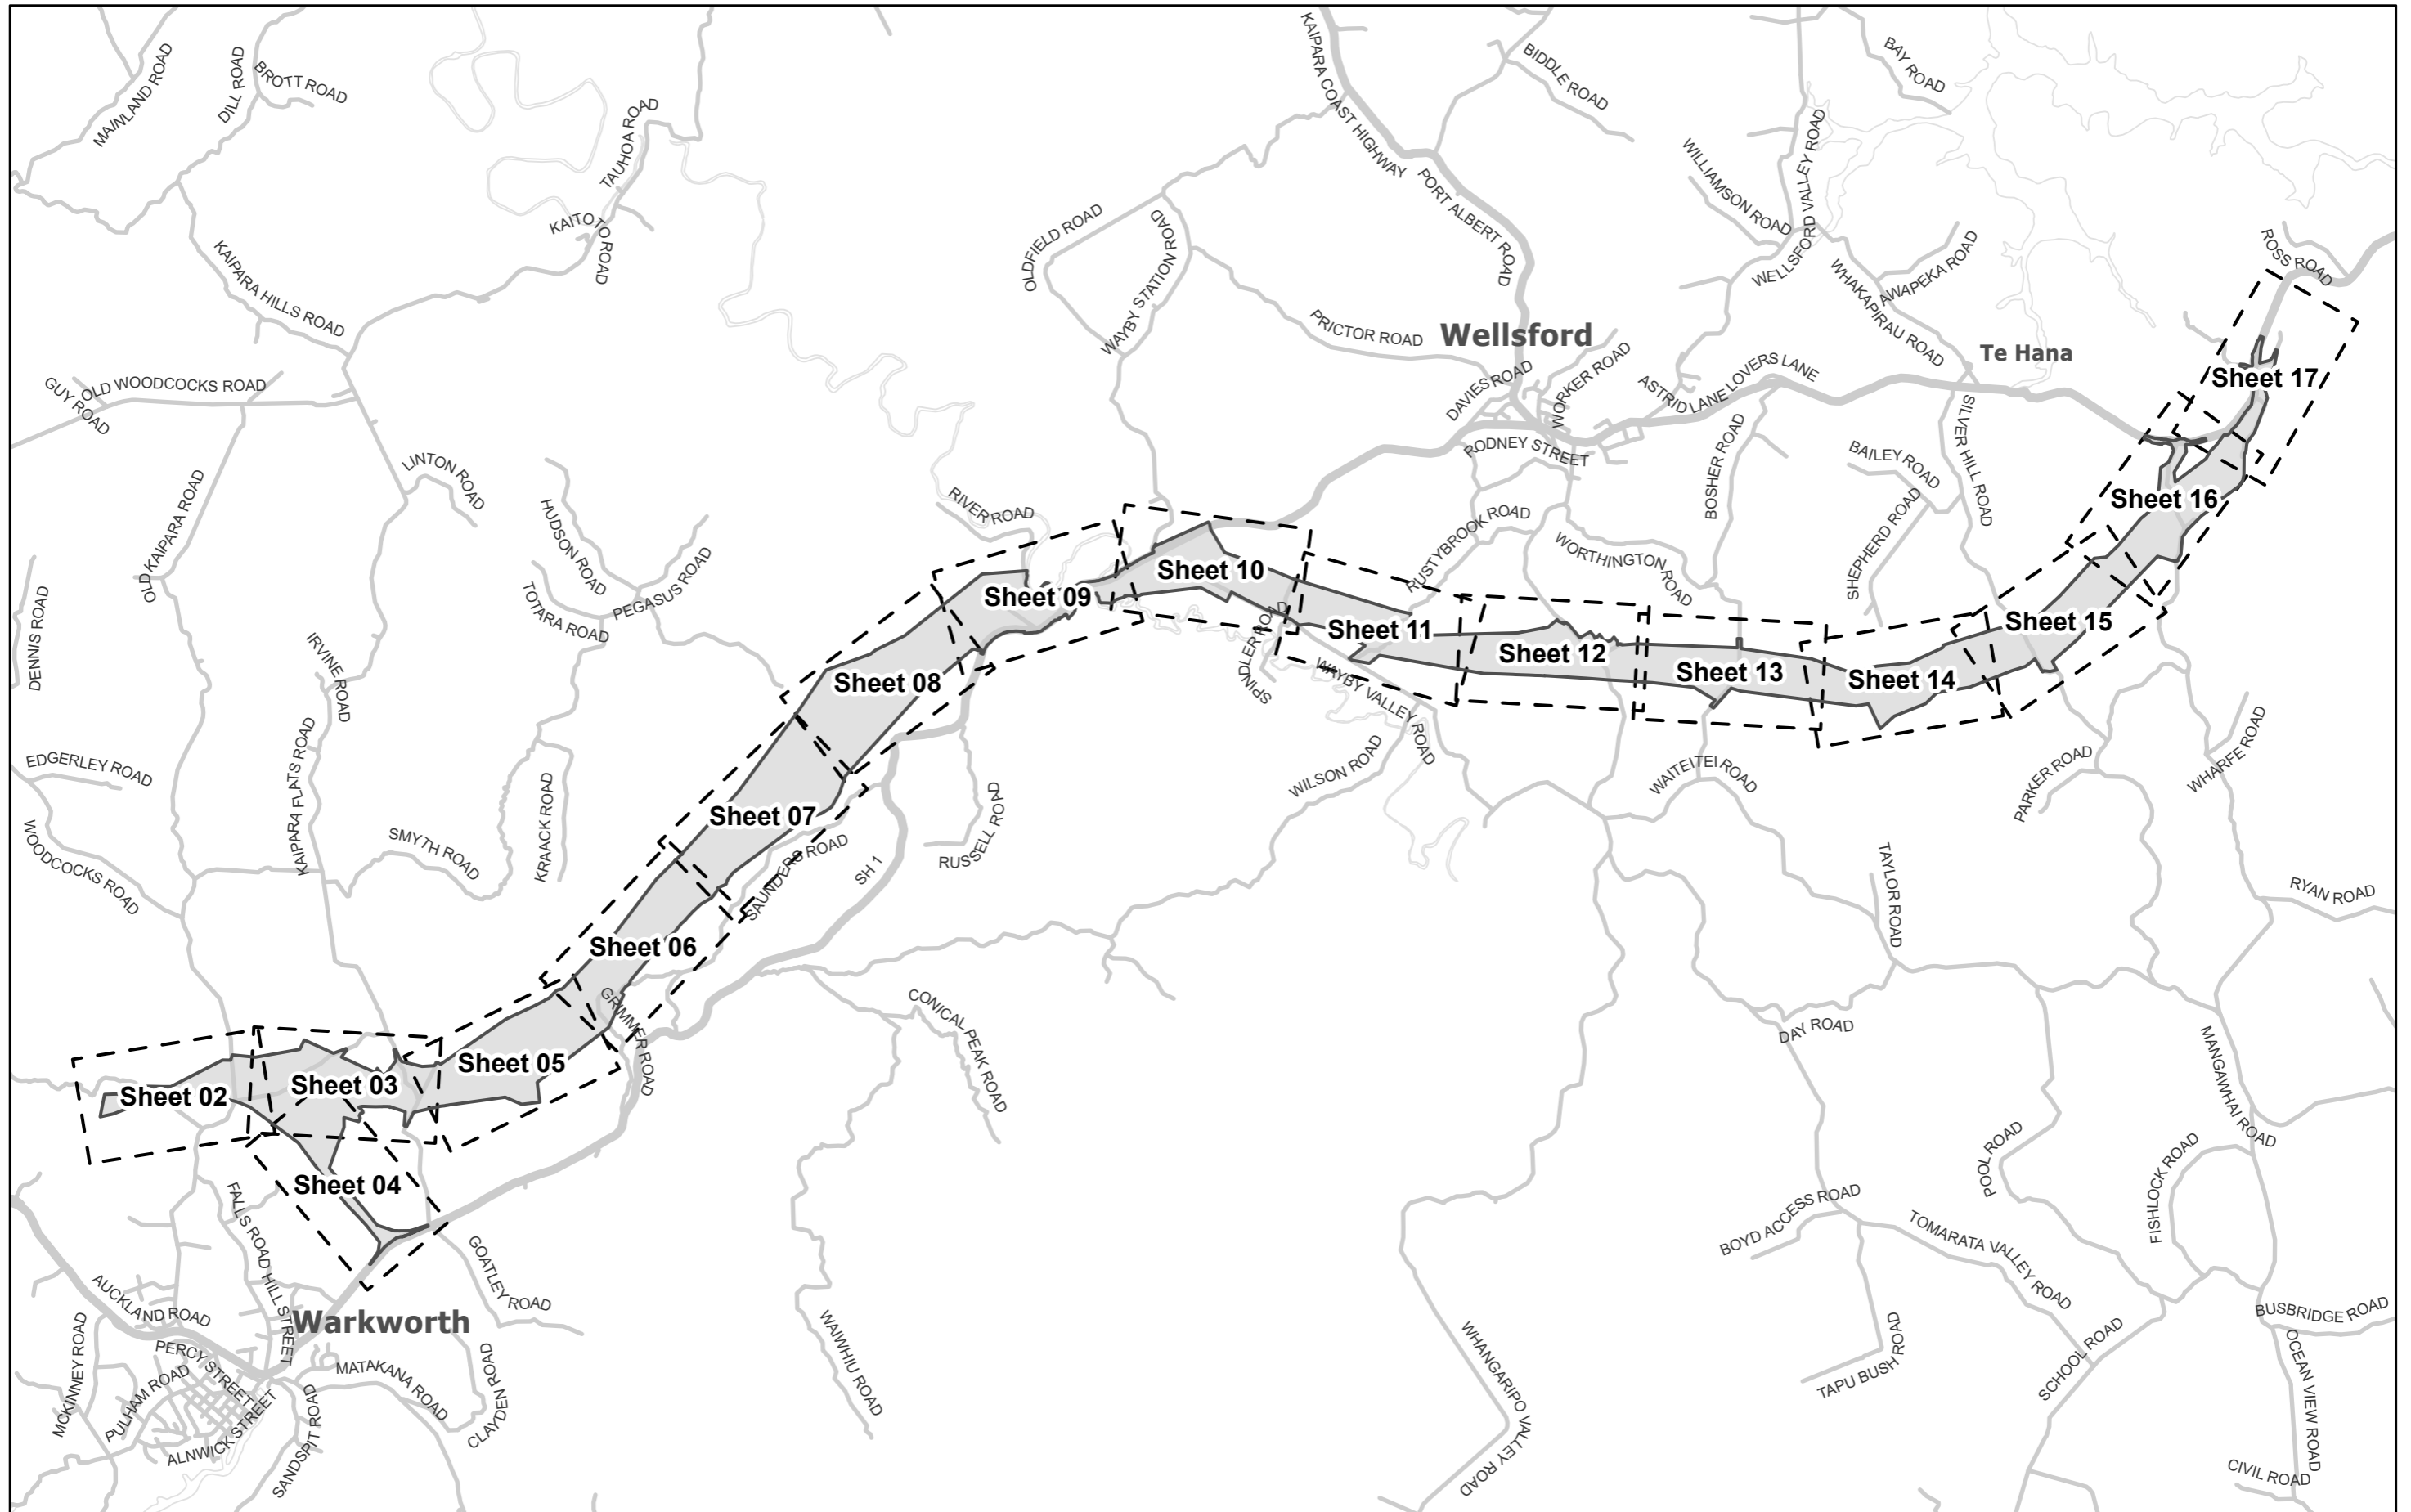 MAINLAND ROAD
DILL ROAD
BROTT ROAD
TAUHOA ROAD
KAITOTO ROAD
KAIPARA COAST HIGHWAY
PORT ALBERT ROAD
BIDDLE ROAD
BAY ROAD
WILLIAMSON ROAD
WELLSFORD VALLEY ROAD
WHAKAPIRAU ROAD
AWAPEKA ROAD
ROSS ROAD
OLDFIELD ROAD
WAYBY STATION ROAD
PRICTOR ROAD
Wellsford
Te Hana
KAIPARA HILLS ROAD
GUY ROAD
OLD WOODCOCKS ROAD
DAVIES ROAD
WORKER ROAD
ASTRID LANE
LOVERS LANE
RODNEY STREET
BOSHER ROAD
BAILEY ROAD
SILVER HILL ROAD
SHEPHERD ROAD
Sheet 17
Sheet 16
LINTON ROAD
OLD KAIPARA ROAD
HUDSON ROAD
TOTARA ROAD
PEGASUS ROAD
RIVER ROAD
RUSTYBROOK ROAD
WORTHINGTON ROAD
Sheet 10
Sheet 09
Sheet 11
Sheet 12
Sheet 13
Sheet 14
Sheet 15
DENNIS ROAD
IRVINE ROAD
KAIPARA FLATS ROAD
Sheet 08
SPINDLER ROAD
WAYBY VALLEY ROAD
WILSON ROAD
WAITEITEI ROAD
PARKER ROAD
WHARFE ROAD
EDGERLEY ROAD
WOODCOCKS ROAD
SMYTH ROAD
KRAACK ROAD
Sheet 07
SAUNDERS ROAD
SH 1
RUSSELL ROAD
TAYLOR ROAD
RYAN ROAD
Sheet 06
GRIMMER ROAD
CONICAL PEAK ROAD
DAY ROAD
MANGAWHAI ROAD
Sheet 05
Sheet 03
Sheet 02
Sheet 04
FALLS ROAD
HILL STREET
GOATLEY ROAD
POOL ROAD
FISHLOCK ROAD
BOYD ACCESS ROAD
TOMARATA VALLEY ROAD
AUCKLAND ROAD
Warkworth
MCKINNEY ROAD
PERCY STREET
PULHAM ROAD
ALNWICK STREET
MATAKANA ROAD
SANDSPIT ROAD
CLAYDEN ROAD
WAIWHIU ROAD
WHANGARIPO VALLEY ROAD
TAPU BUSH ROAD
SCHOOL ROAD
BUSBRIDGE ROAD
OCEAN VIEW ROAD
CIVIL ROAD